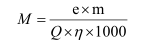 M = e×m / Q×η×1000